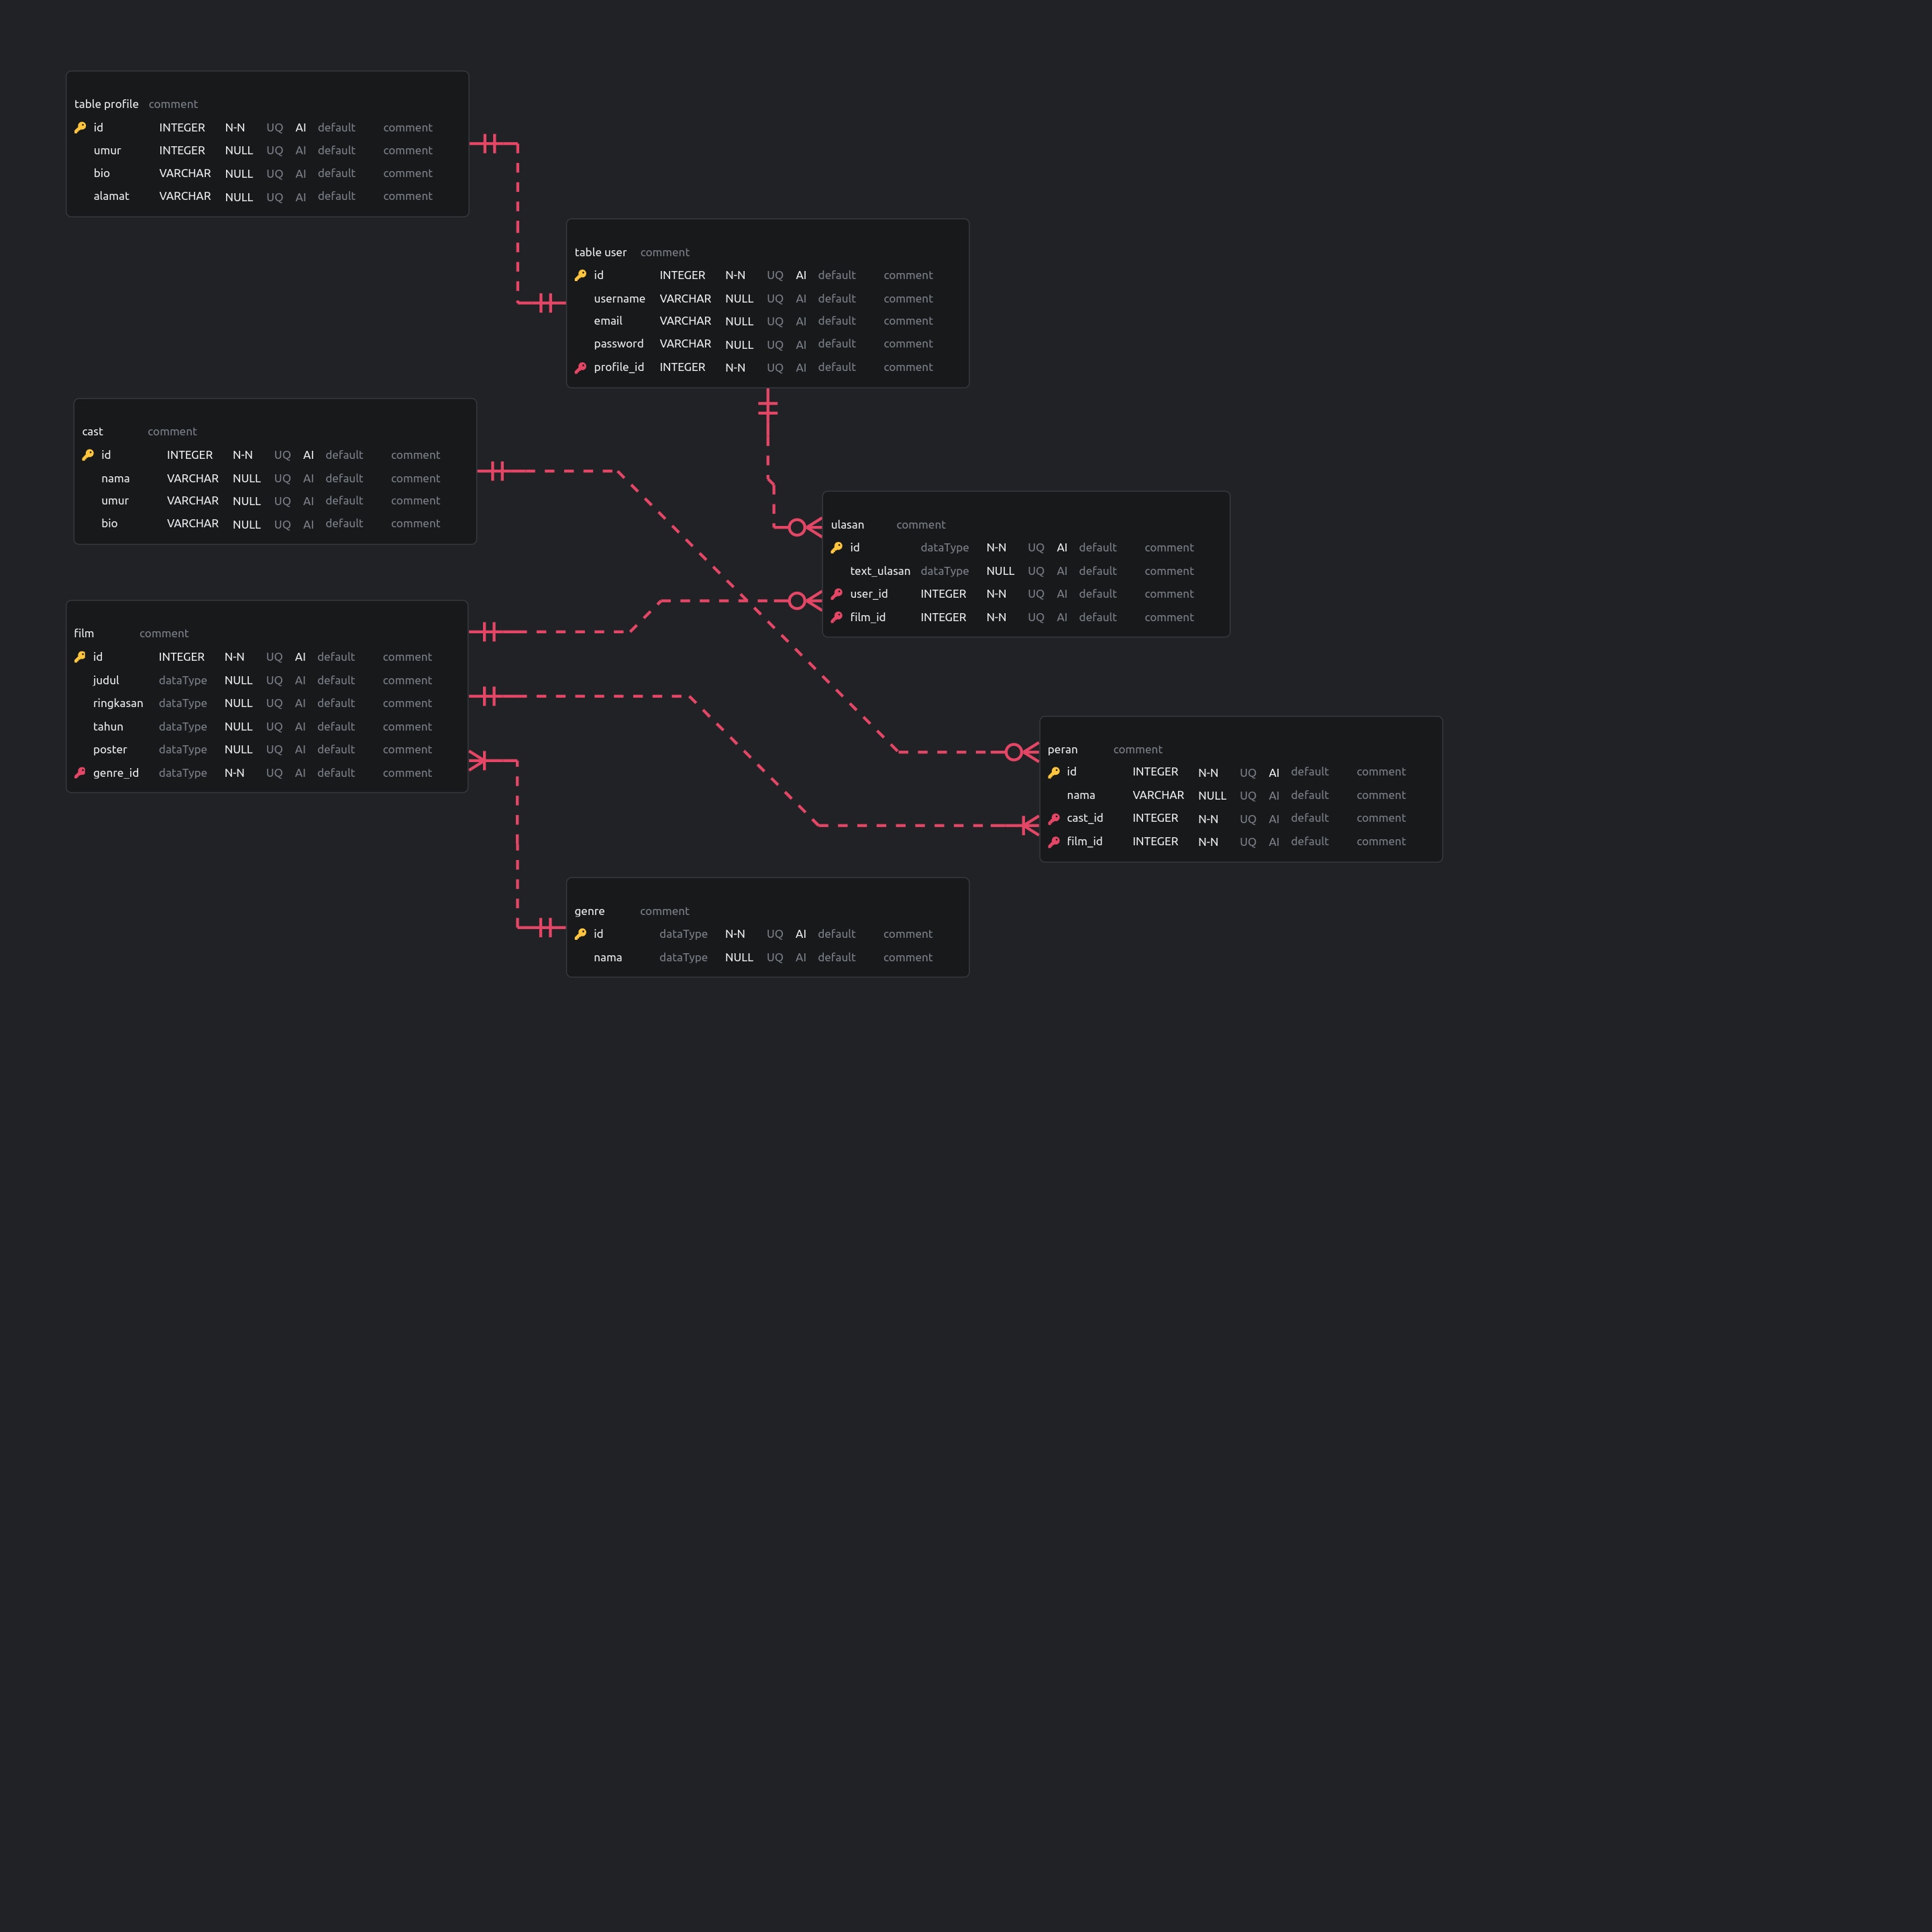 table profile comment
id INTEGER N-N UQ AI default comment
umur INTEGER NULL UQ AI default comment
bio VARCHAR NULL UQ AI default comment
alamat VARCHAR NULL UQ AI default comment
table user comment
id INTEGER N-N UQ AI default comment
username VARCHAR NULL UQ AI default comment
email VARCHAR NULL UQ AI default comment
password VARCHAR NULL UQ AI default comment
profile_id INTEGER N-N UQ AI default comment
cast comment
id INTEGER N-N UQ AI default comment
nama VARCHAR NULL UQ AI default comment
umur VARCHAR NULL UQ AI default comment
bio VARCHAR NULL UQ AI default comment
ulasan comment
id dataType N-N UQ AI default comment
text_ulasan dataType NULL UQ AI default comment
user_id INTEGER N-N UQ AI default comment
film_id INTEGER N-N UQ AI default comment
film comment
id INTEGER N-N UQ AI default comment
judul dataType NULL UQ AI default comment
ringkasan dataType NULL UQ AI default comment
tahun dataType NULL UQ AI default comment
poster dataType NULL UQ AI default comment
genre_id dataType N-N UQ AI default comment
peran comment
id INTEGER N-N UQ AI default comment
nama VARCHAR NULL UQ AI default comment
cast_id INTEGER N-N UQ AI default comment
film_id INTEGER N-N UQ AI default comment
genre comment
id dataType N-N UQ AI default comment
nama dataType NULL UQ AI default comment